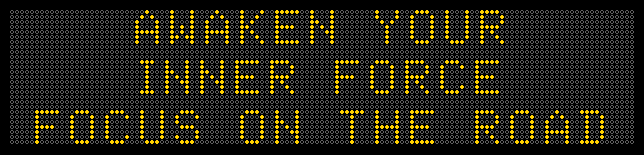 AWAKEN YOUR
INNER FORCE
FOCUS ON THE ROAD